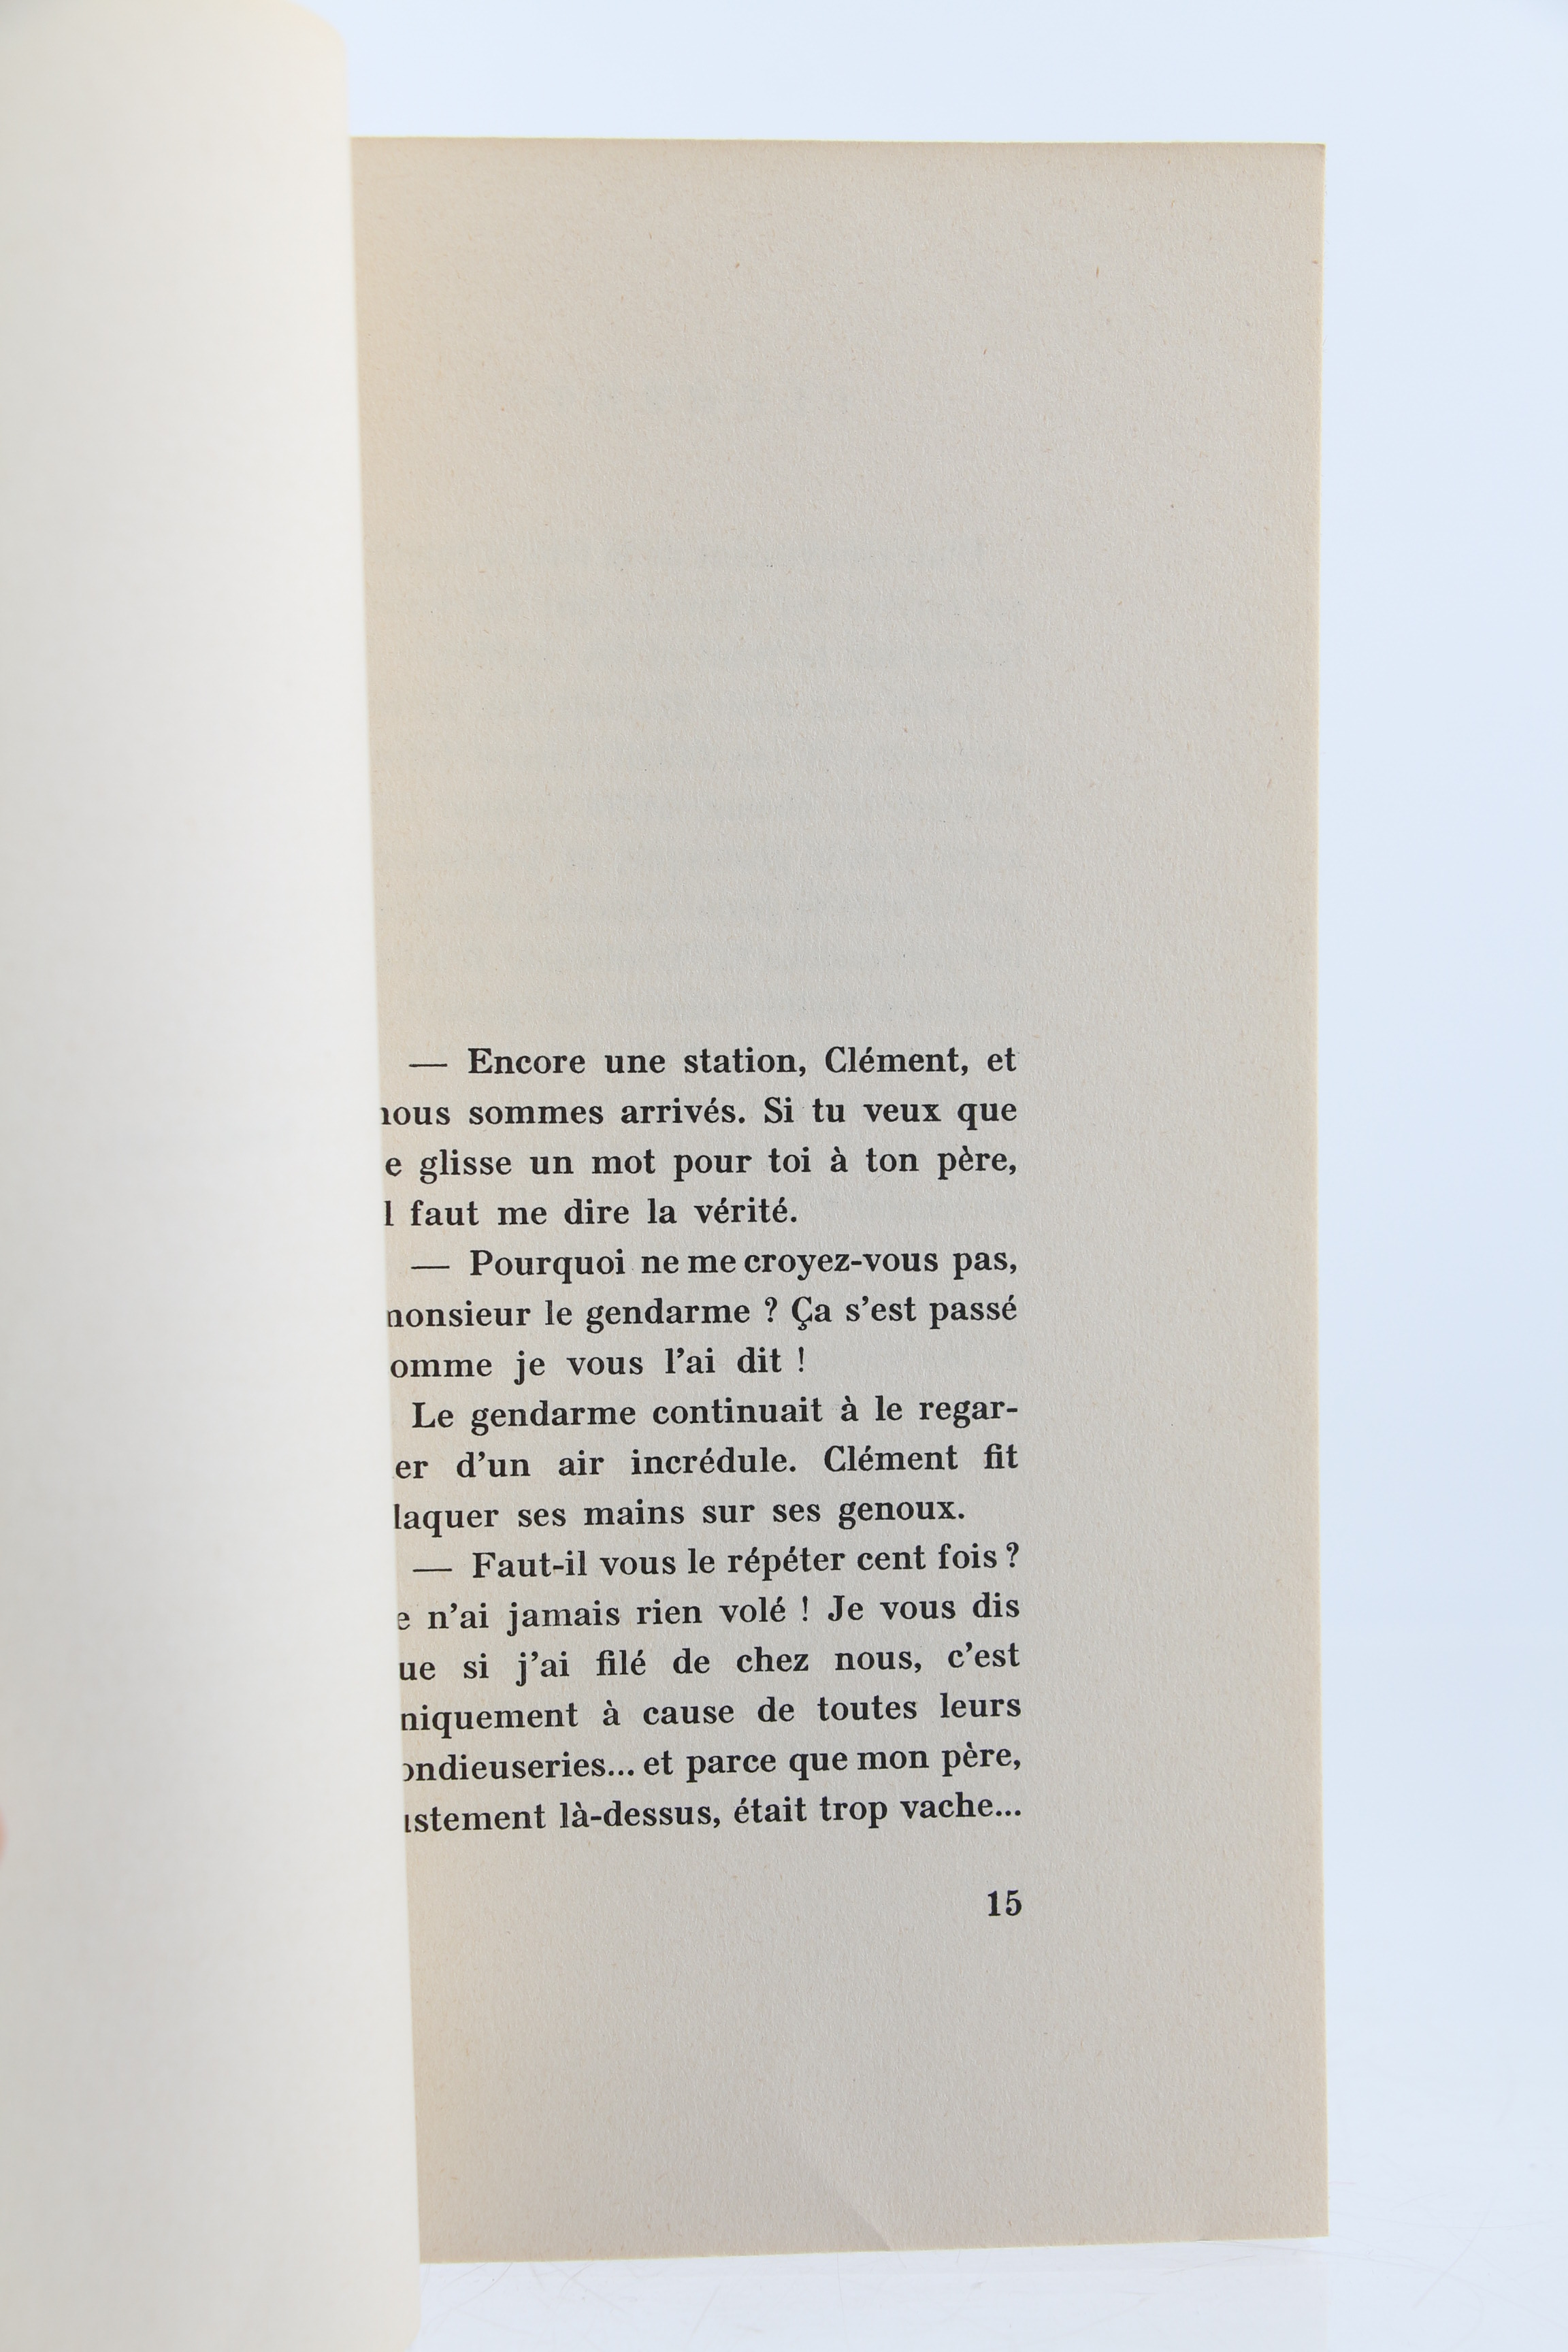 — Encore une station, Clément, et
nous sommes arrivés. Si tu veux que
e glisse un mot pour toi à ton père,
l faut me dire la vérité.
— Pourquoi ne me croyez-vous pas,
monsieur le gendarme ? Ça s’est passé
omme je vous l’ai dit !
Le gendarme continuait à le regar-
er d’un air incrédule. Clément fit
laquer ses mains sur ses genoux.
— Faut-il vous le répéter cent fois ?
e n’ai jamais rien volé ! Je vous dis
ue si j’ai filé de chez nous, c’est
niquement à cause de toutes leurs
ondieuseries... et parce que mon père,
ustement là-dessus, était trop vache...
15